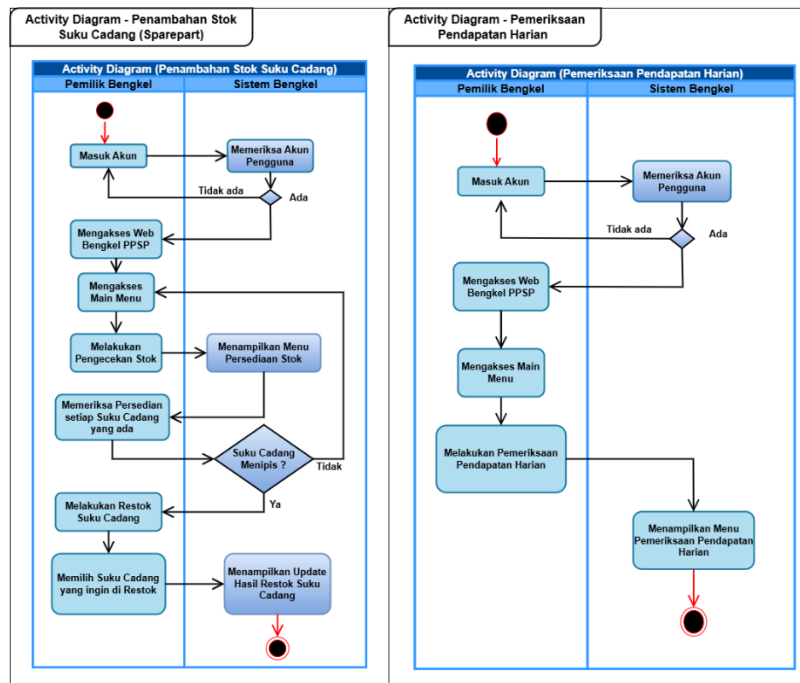 Activity Diagram - Penambahan Stok
Suku Cadang (Sparepart)
Activity Diagram (Penambahan Stok Suku Cadang)
Pemilik Bengkel
Sistem Bengkel
Masuk Akun
Memeriksa Akun
Pengguna
Tidak ada
Ada
Mengakses Web
Bengkel PPSP
Mengakses
Main Menu
Melakukan
Pengecekan Stok
Menampilkan Menu
Persediaan Stok
Memeriksa Persedian
setiap Suku Cadang
yang ada
Suku Cadang
Menipis ?
Tidak
Ya
Melakukan Restok
Suku Cadang
Memilih Suku Cadang
yang ingin di Restok
Menampilkan Update
Hasil Restok Suku
Cadang
Activity Diagram - Pemeriksaan
Pendapatan Harian
Activity Diagram (Pemeriksaan Pendapatan Harian)
Pemilik Bengkel
Sistem Bengkel
Masuk Akun
Memeriksa Akun
Pengguna
Tidak ada
Ada
Mengakses Web
Bengkel PPSP
Mengakses Main
Menu
Melakukan Pemeriksaan
Pendapatan Harian
Menampilkan Menu
Pemeriksaan Pendapatan
Harian